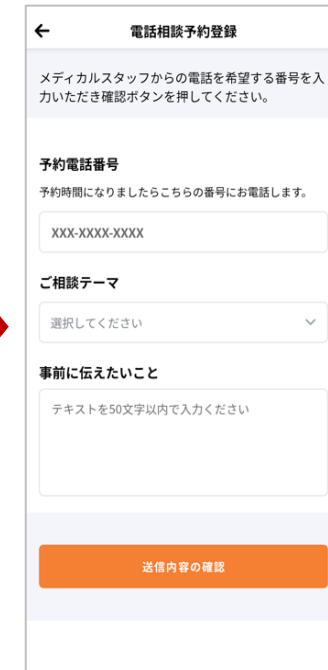 電話相談予約登録
メディカルスタッフからの電話を希望する番号を入
力いただき確認ボタンを押してください。
予約電話番号
予約時間になりましたらこちらの番号にお電話します。
XXX-XXXX-XXXX
ご相談テーマ
選択してください
事前に伝えたいこと
テキストを50文字以内で入力ください
送信内容の確認